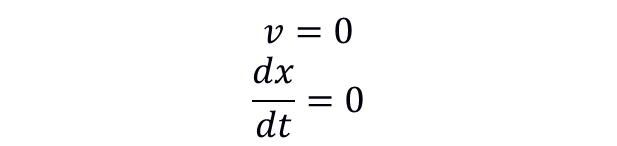 𝑣 = 0
𝑑𝑥/𝑑𝑡 = 0